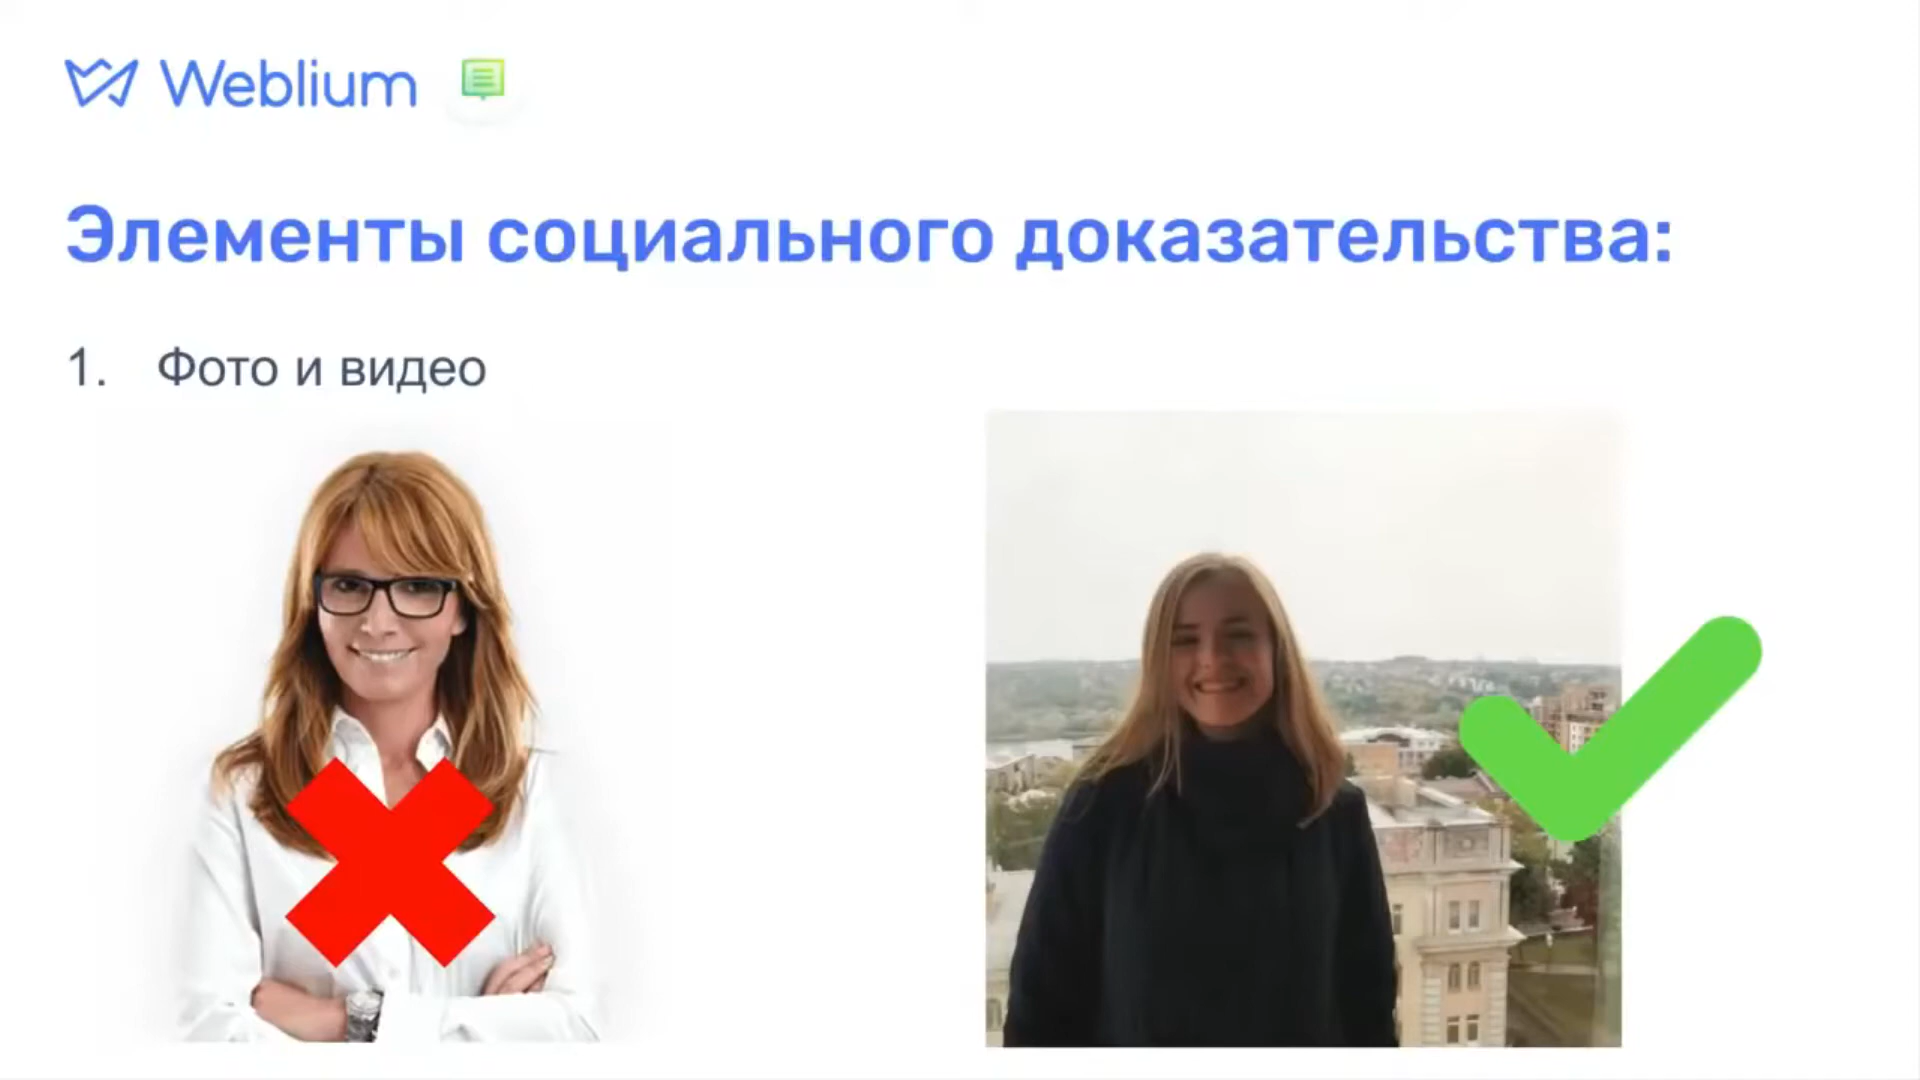 Weblium
Элементы социального доказательства:
1. Фото и видео